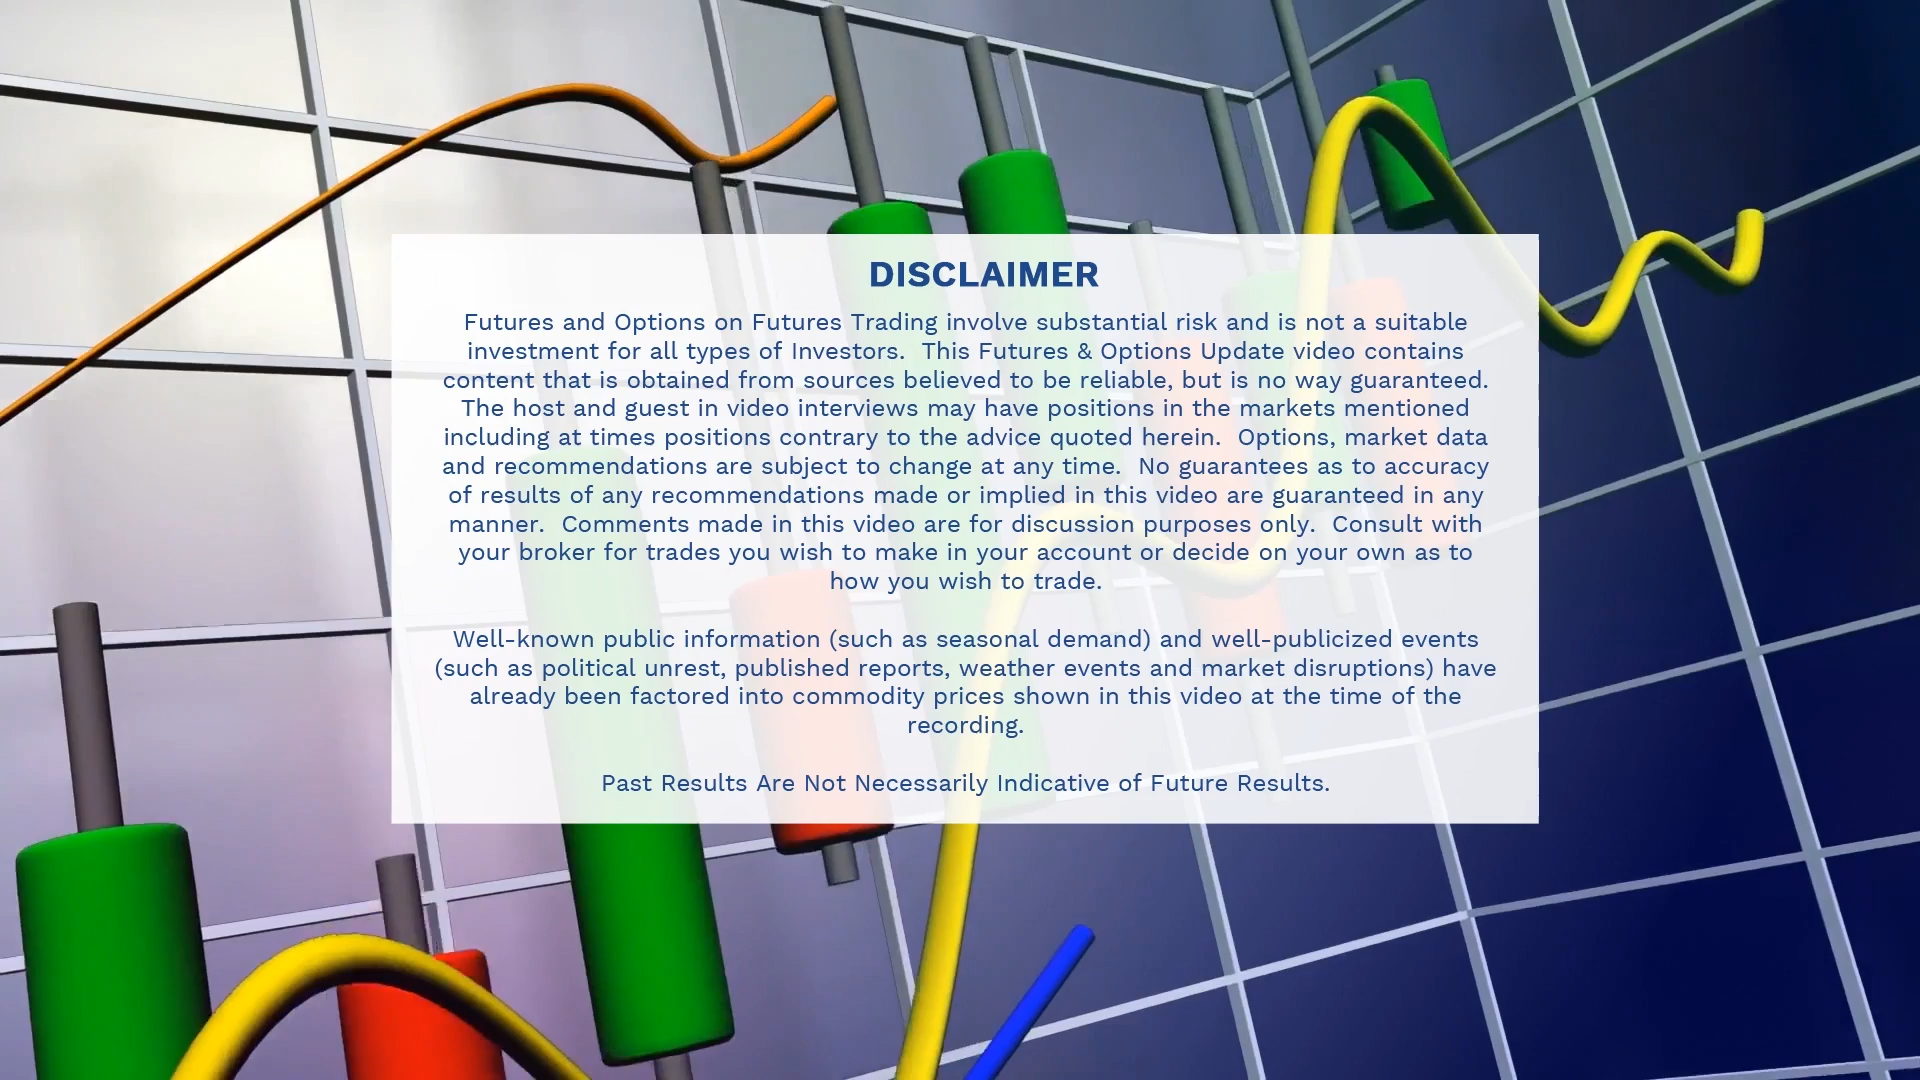 DISCLAIMER
Futures and Options on Futures Trading involve substantial risk and is not a suitable
investment for all types of Investors.  This Futures & Options Update video contains
content that is obtained from sources believed to be reliable, but is no way guaranteed.
The host and guest in video interviews may have positions in the markets mentioned
including at times positions contrary to the advice quoted herein.  Options, market data
and recommendations are subject to change at any time.  No guarantees as to accuracy
of results of any recommendations made or implied in this video are guaranteed in any
manner.  Comments made in this video are for discussion purposes only.  Consult with
your broker for trades you wish to make in your account or decide on your own as to
how you wish to trade.
Well-known public information (such as seasonal demand) and well-publicized events
(such as political unrest, published reports, weather events and market disruptions) have
already been factored into commodity prices shown in this video at the time of the
recording.
Past Results Are Not Necessarily Indicative of Future Results.